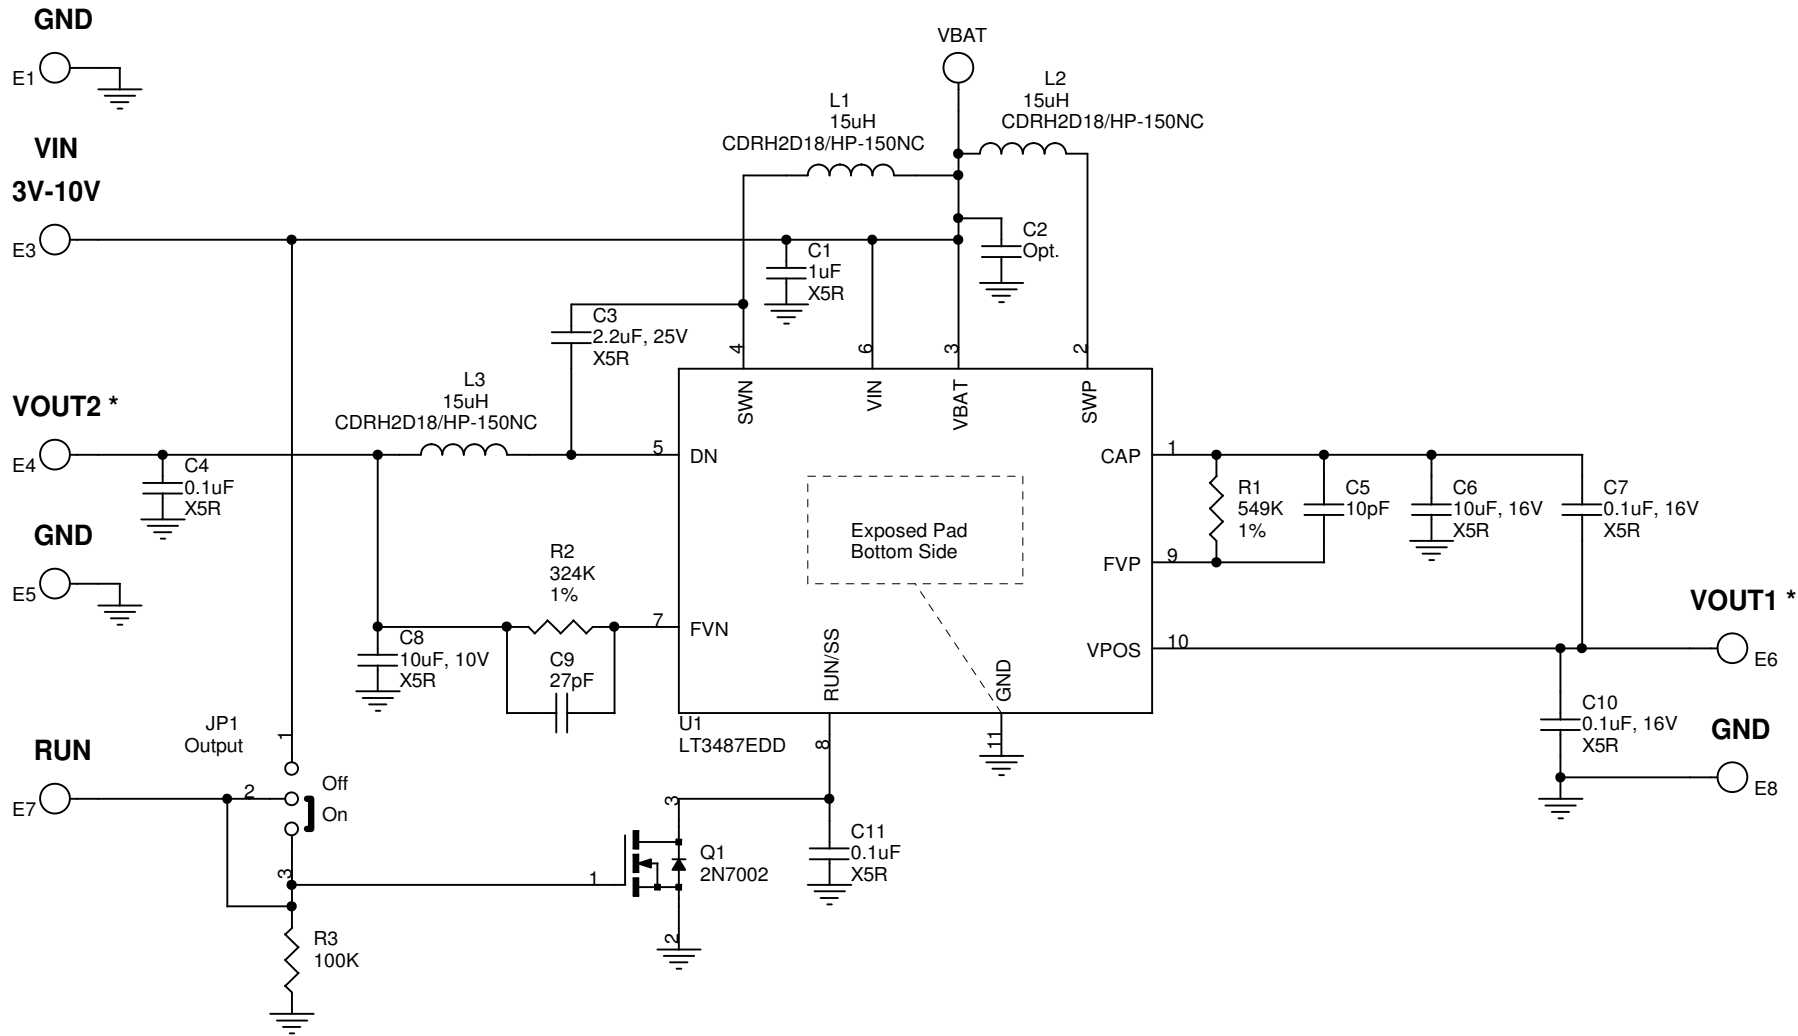 GND
E1
VIN
3V-10V
E3
VOUT2 *
E4
GND
E5
RUN
E7
VBAT
L1
15uH
CDRH2D18/HP-150NC
L2
15uH
CDRH2D18/HP-150NC
C1
1uF
X5R
C2
Opt.
C3
2.2uF, 25V
X5R
L3
15uH
CDRH2D18/HP-150NC
C4
0.1uF
X5R
4
6
3
2
SWN
VIN
VBAT
SWP
5
DN
CAP
1
Exposed Pad
Bottom Side
FVP
9
7
FVN
VPOS
10
RUN/SS
GND
8
11
U1
LT3487EDD
R1
549K
1%
C5
10pF
C6
10uF, 16V
X5R
C7
0.1uF, 16V
X5R
R2
324K
1%
C9
27pF
C8
10uF, 10V
X5R
VOUT1 *
E6
C10
0.1uF, 16V
X5R
GND
E8
JP1
Output
1
Off
2
On
3
R3
100K
1
3
Q1
2N7002
2
C11
0.1uF
X5R